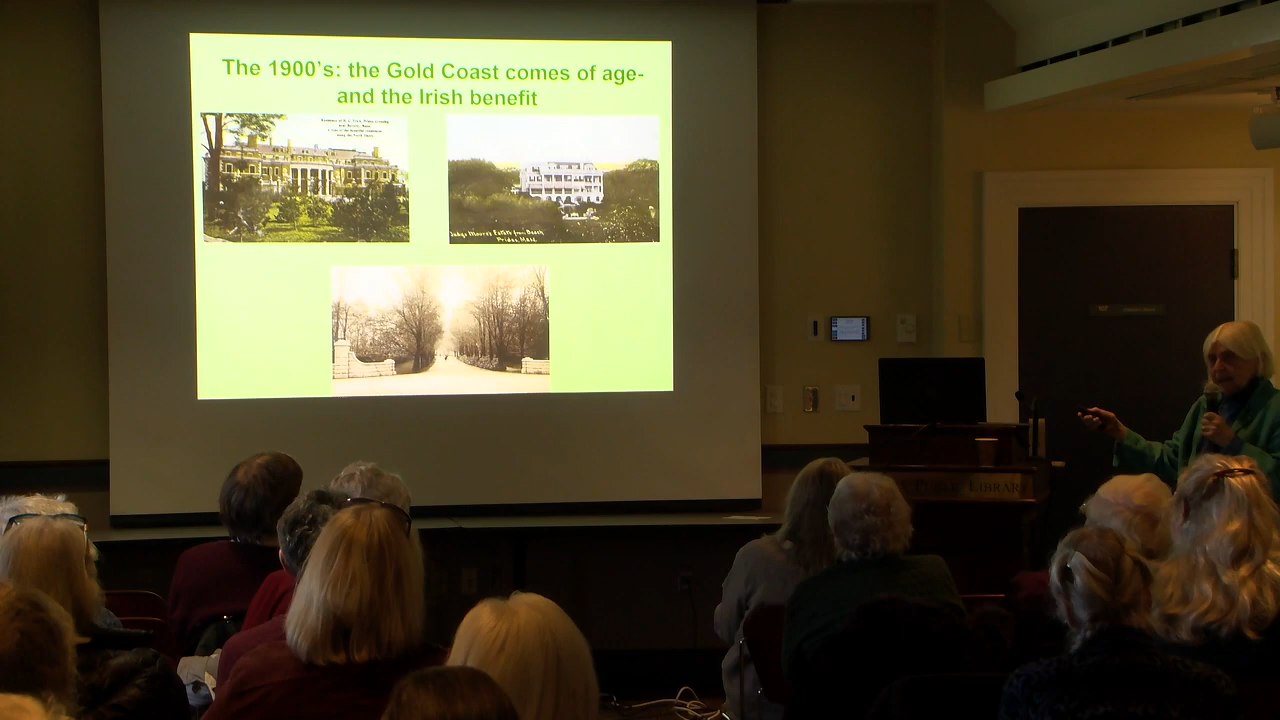 The 1900's: the Gold Coast comes of age-
and the Irish benefit
Judge Moore's Estate from Beach
Prides, Mass.
LIBRARY